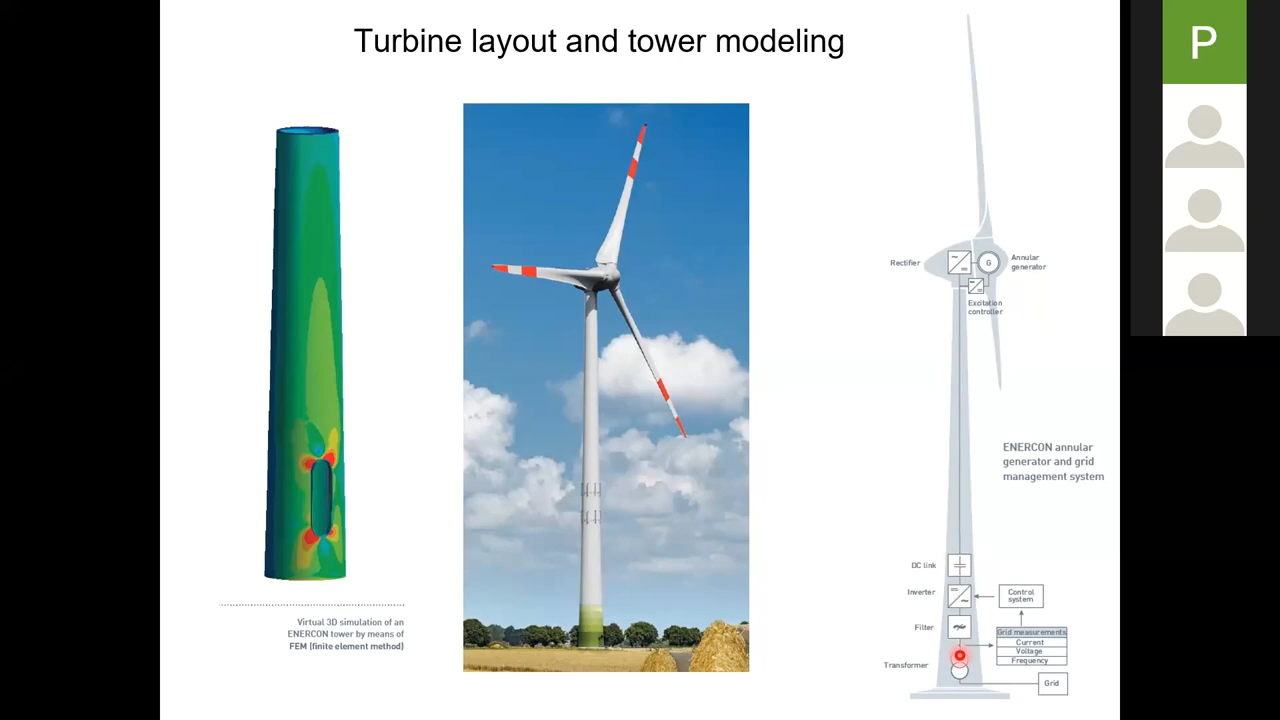 Turbine layout and tower modeling
P
Virtual 3D simulation of an
ENERCON tower by means of
FEM (finite element method)
Rectifier
G
Annular
generator
Excitation
controller
ENERCON annular
generator and grid
management system
DC link
Inverter
Control
system
Filter
Grid measurements
Current
Voltage
Frequency
Transformer
Grid